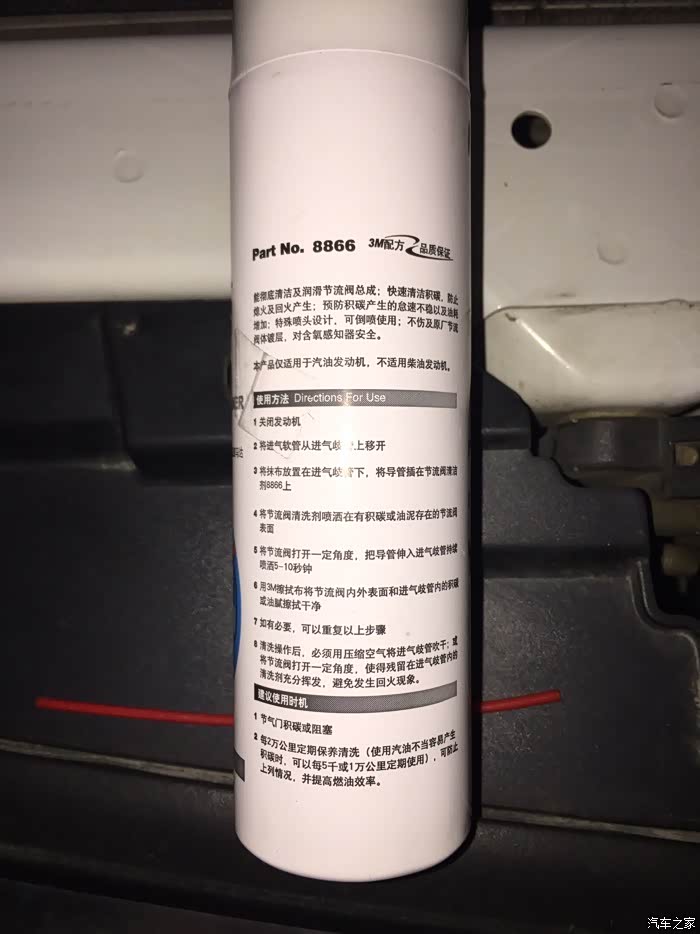 Part No. 8866 3M配方 品质保证
能彻底清洁及润滑节流阀总成；快速清洁积碳，防止
熄火及回火产生；预防积碳产生的怠速不稳以及油耗
增加；特殊喷头设计，可倒喷使用；不伤及原厂节流
阀体镀层，对含氧感知器安全。
本产品仅适用于汽油发动机，不适用柴油发动机。
使用方法 Directions For Use
1 关闭发动机
2 将进气软管从进气歧管上移开
3 将抹布放置在进气歧管下，将导管插在节流阀清洁
剂8866上
4 将节流阀清洗剂喷洒在有积碳或油泥存在的节流阀
表面
5 将节流阀打开一定角度，把导管伸入进气歧管持续
喷洒5-10秒钟
6 用3M擦拭布将节流阀内外表面和进气歧管内的积碳
或油腻擦拭干净
7 如有必要，可以重复以上步骤
8 清洗操作后，必须用压缩空气将进气歧管吹干；或
将节流阀打开一定角度，使得残留在进气歧管内的
清洗剂充分挥发，避免发生回火现象。
建议使用时机
1 节气门积碳或阻塞
2 每2万公里定期保养清洗（使用汽油不当容易产生
积碳时，可以每5千或1万公里定期使用），可防止
上列情况，并提高燃油效率。
ER
汽车之家